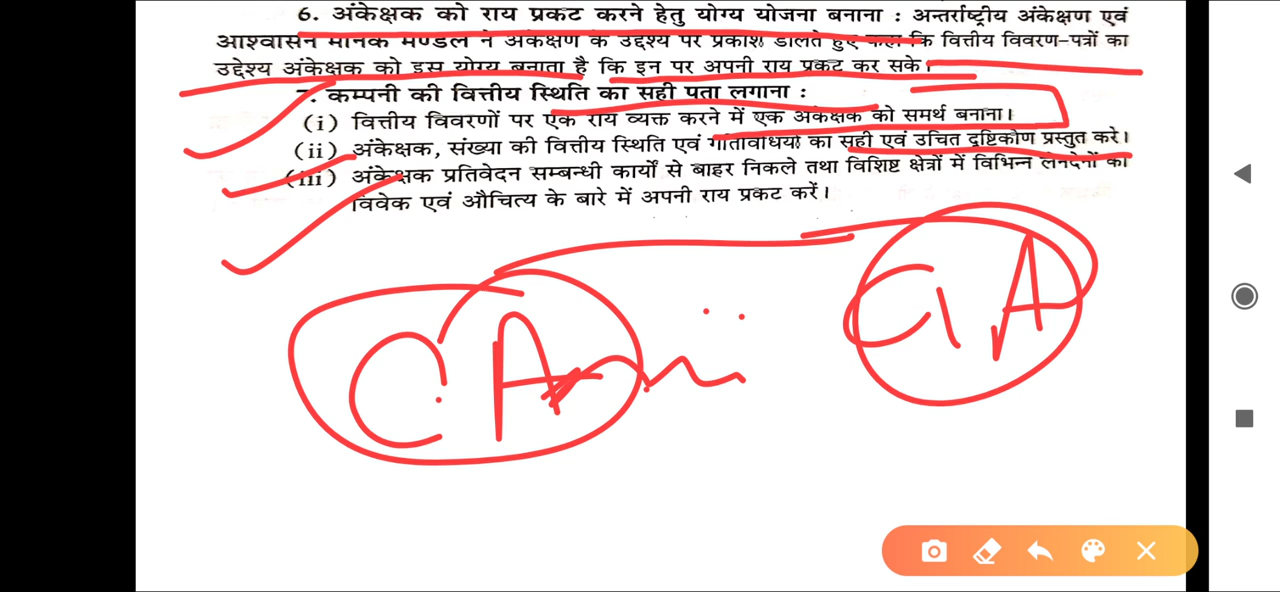 6. अंकेक्षक को राय प्रकट करने हेतु योग्य योजना बनाना : अन्तर्राष्ट्रीय अंकेक्षण एवं
आश्वासन मानक मण्डल ने अंकेक्षण के उद्देश्य पर प्रकाश डालते हुए कहा कि वित्तीय विवरण-पत्रों का
उद्देश्य अंकेक्षक को इस योग्य बनाता है कि इन पर अपनी राय प्रकट कर सके।
7. कम्पनी की वित्तीय स्थिति का सही पता लगाना :
(i) वित्तीय विवरणों पर एक राय व्यक्त करने में एक अंकेक्षक को समर्थ बनाना।
(ii) अंकेक्षक, संख्या की वित्तीय स्थिति एवं गतिविधियों का सही एवं उचित दृष्टिकोण प्रस्तुत करे।
(iii) अंकेक्षक प्रतिवेदन सम्बन्धी कार्यों से बाहर निकले तथा विशिष्ट क्षेत्रों में विभिन्न लेनदेनों का
विवेक एवं औचित्य के बारे में अपनी राय प्रकट करें।
CA